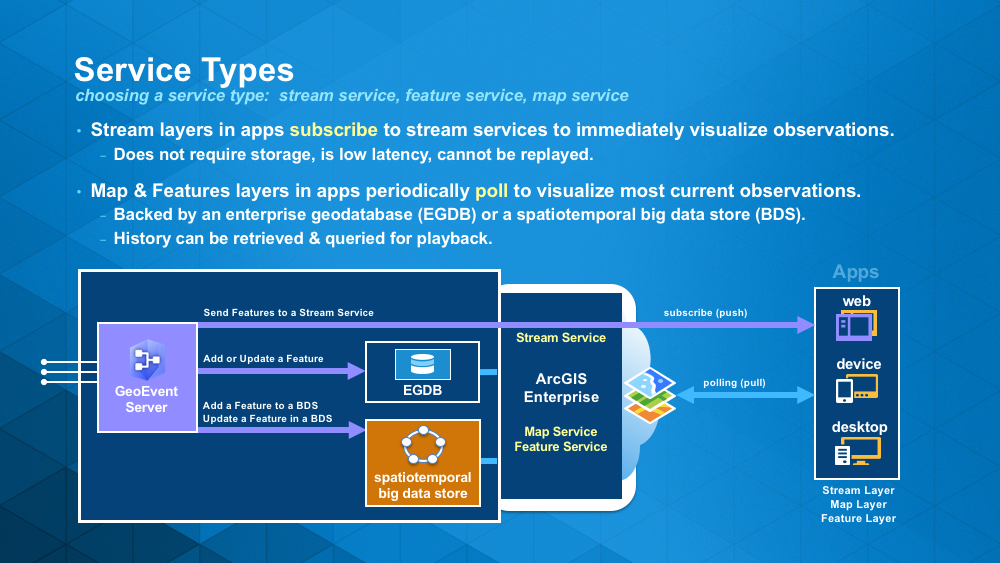 Service Types
choosing a service type: stream service, feature service, map service
• Stream layers in apps subscribe to stream services to immediately visualize observations.
– Does not require storage, is low latency, cannot be replayed.
• Map & Features layers in apps periodically poll to visualize most current observations.
– Backed by an enterprise geodatabase (EGDB) or a spatiotemporal big data store (BDS).
– History can be retrieved & queried for playback.
GeoEvent
Server
Send Features to a Stream Service
Add or Update a Feature
Add a Feature to a BDS
Update a Feature in a BDS
EGDB
spatiotemporal
big data store
Stream Service
ArcGIS
Enterprise
Map Service
Feature Service
subscribe (push)
polling (pull)
Apps
web
device
desktop
Stream Layer
Map Layer
Feature Layer